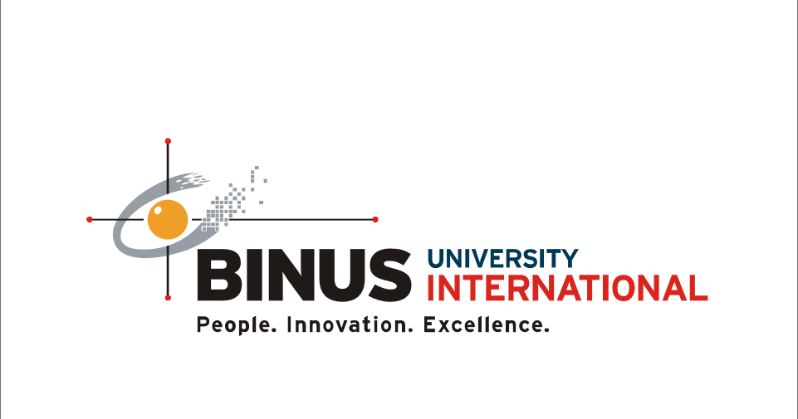 BINUS UNIVERSITY INTERNATIONAL
People. Innovation. Excellence.